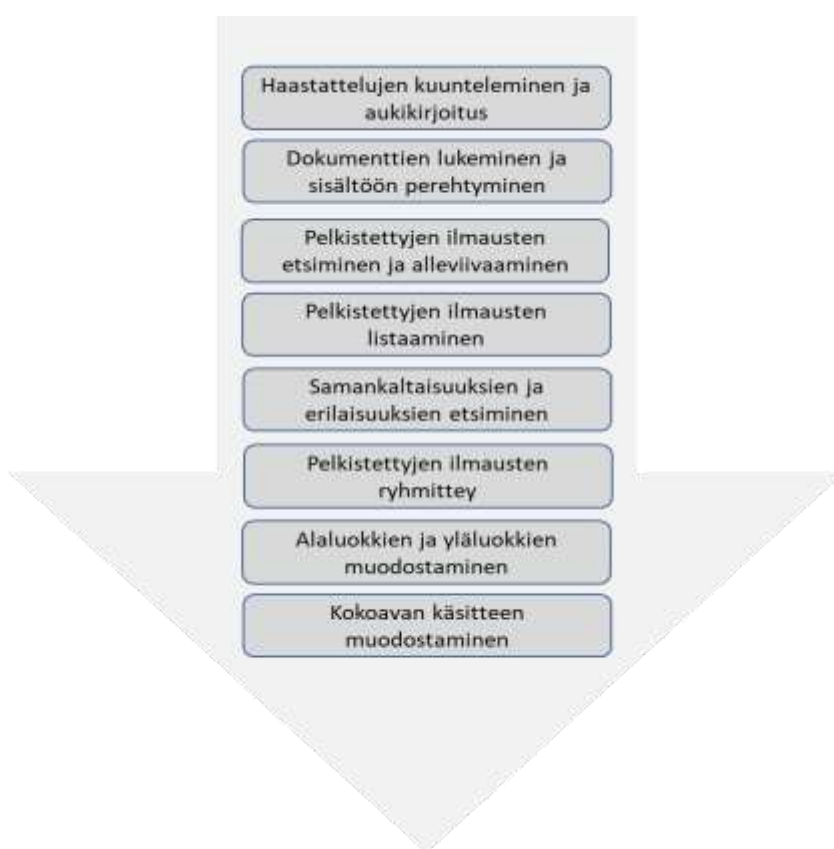 Haastattelujen kuunteleminen ja
aukikirjoitus
Dokumenttien lukeminen ja
sisältöön perehtyminen
Pelkistettyjen ilmausten
etsiminen ja alleviivaaminen
Pelkistettyjen ilmausten
listaaminen
Samankaltaisuuksien ja
erilaisuuksien etsiminen
Pelkistettyjen ilmausten
ryhmittey
Alaluokkien ja yläluokkien
muodostaminen
Kokoavan käsitteen
muodostaminen